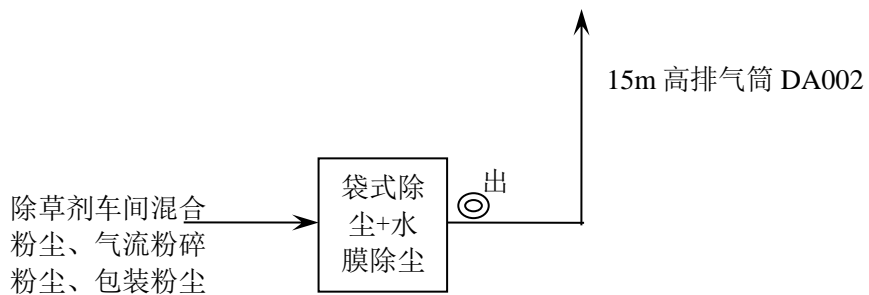 15m 高排气筒 DA002
袋式除
尘+水
膜除尘
出
除草剂车间混合
粉尘、气流粉碎
粉尘、包装粉尘